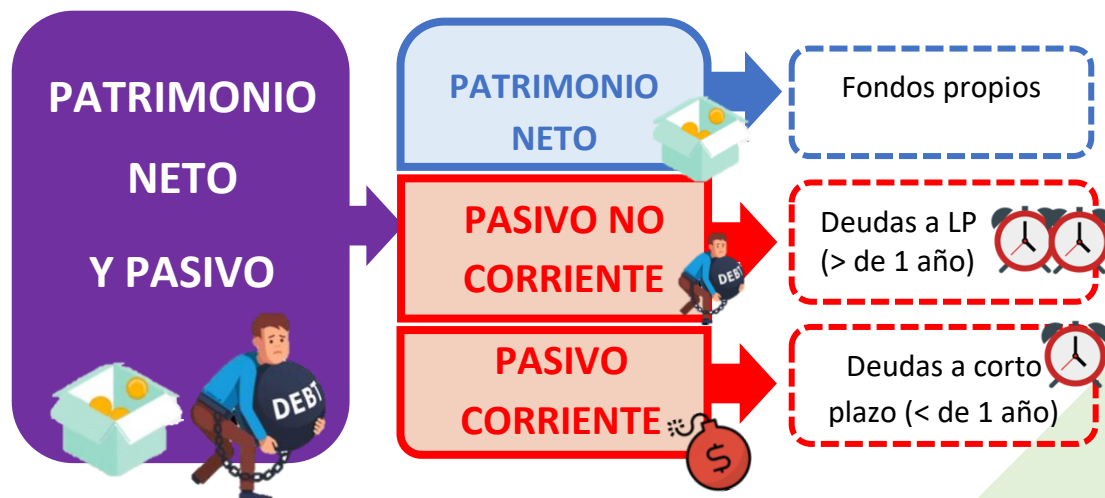 PATRIMONIO
NETO
Y PASIVO
DEBT
PATRIMONIO
NETO
Fondos propios
PASIVO NO
CORRIENTE
DEBT
Deudas a LP
(> de 1 año)
PASIVO
CORRIENTE
$
Deudas a corto
plazo (< de 1 año)